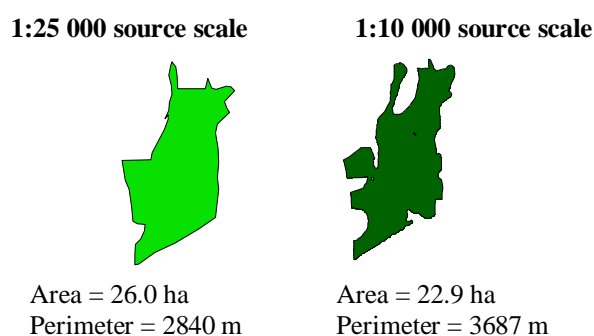 1:25 000 source scale
1:10 000 source scale
Area = 26.0 ha
Perimeter = 2840 m
Area = 22.9 ha
Perimeter = 3687 m